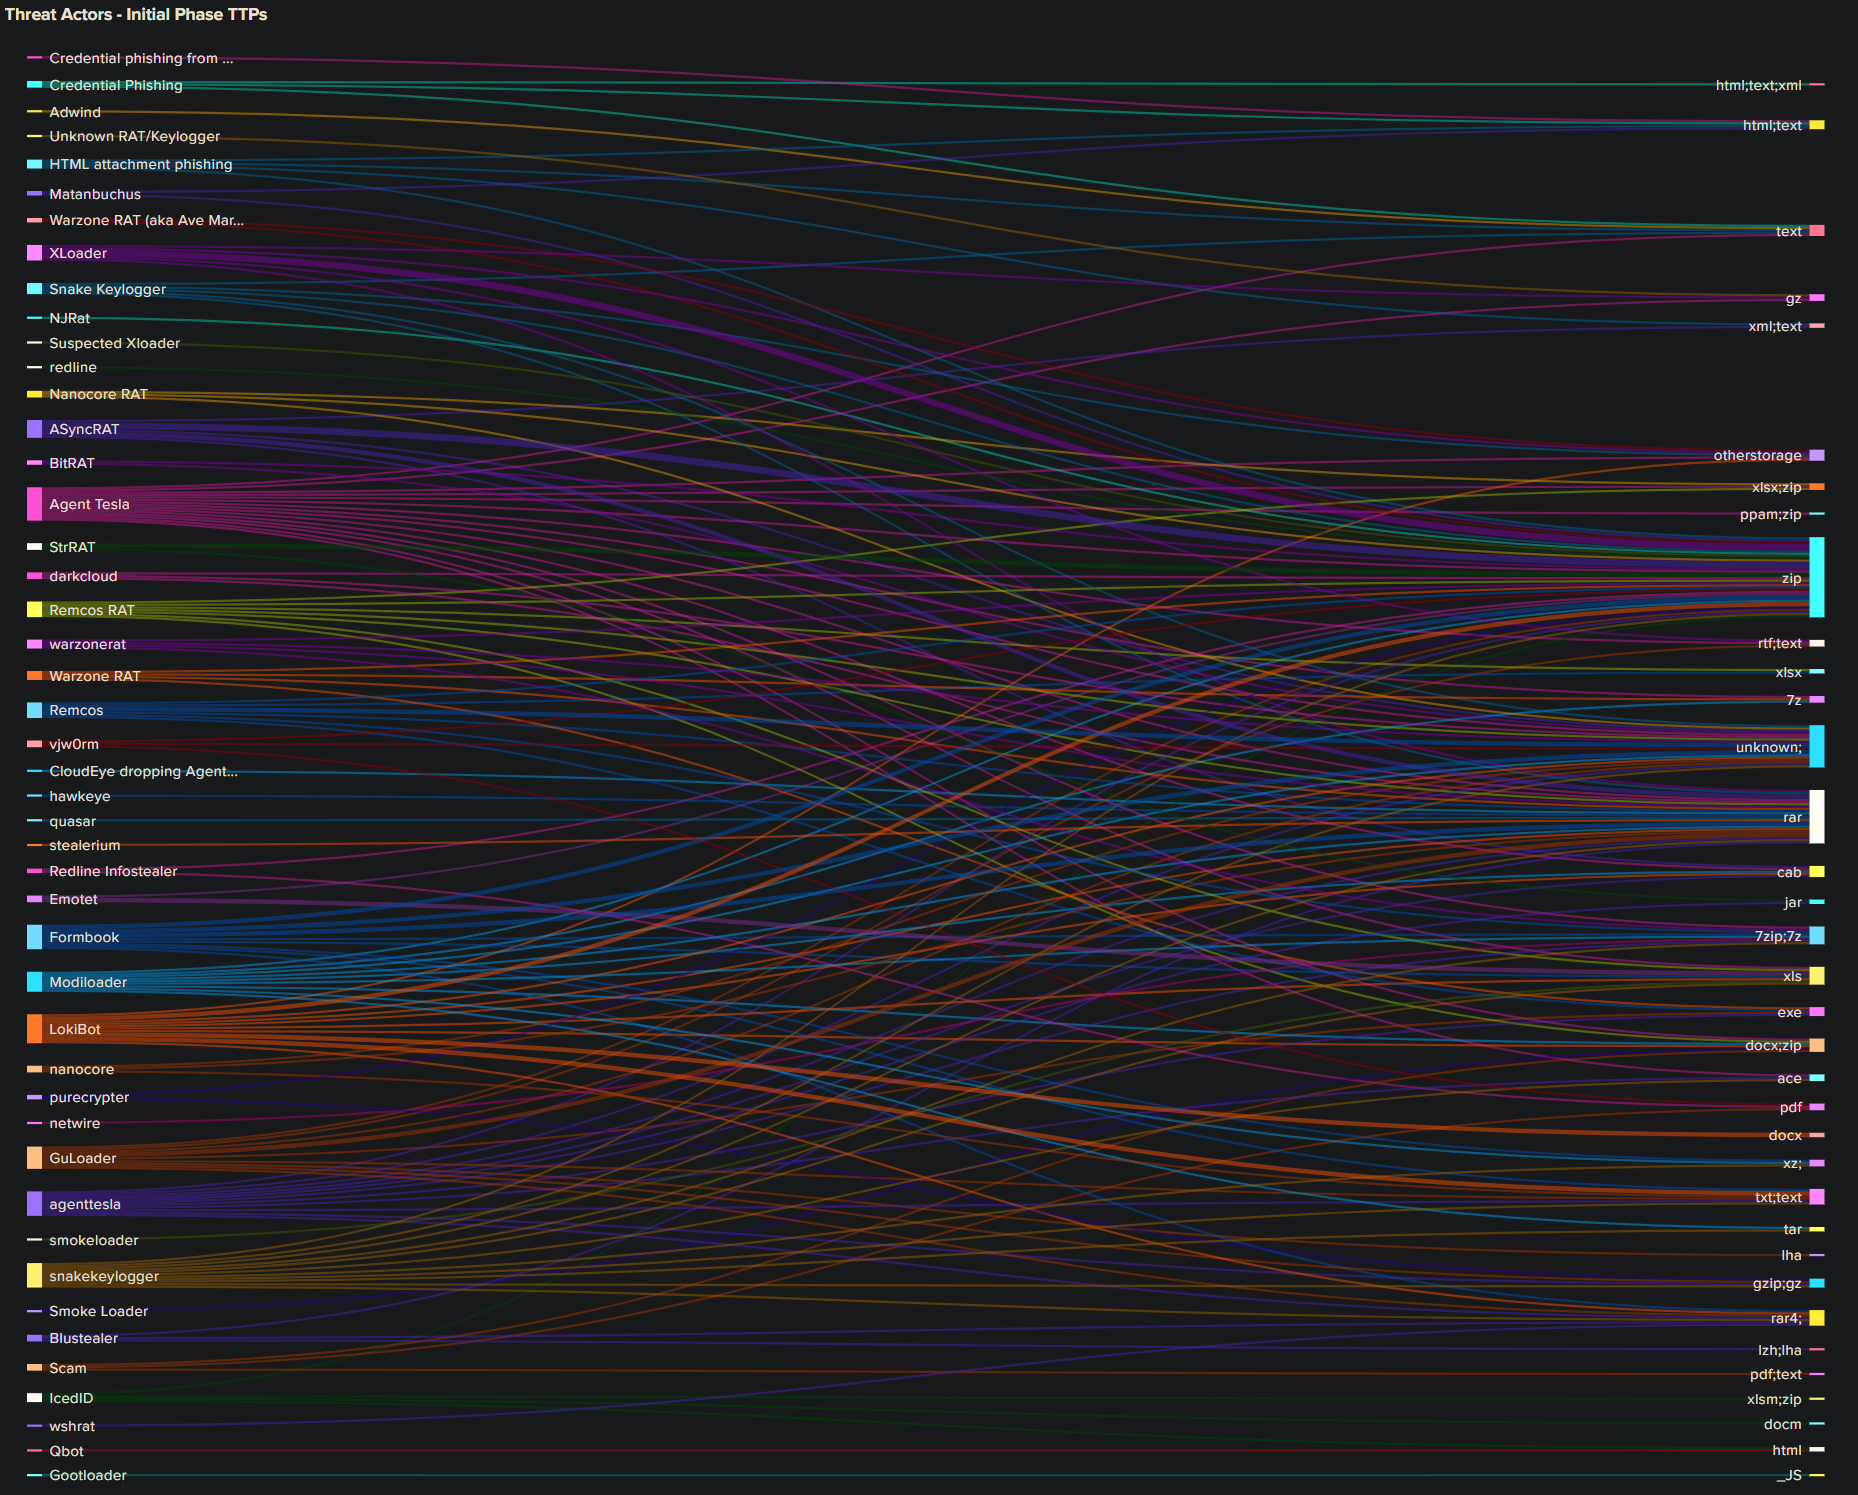 Threat Actors - Initial Phase TTPs
Credential phishing from ...
Credential Phishing
Adwind
Unknown RAT/Keylogger
HTML attachment phishing
Matanbuchus
Warzone RAT (aka Ave Mar...
XLoader
Snake Keylogger
NJRat
Suspected Xloader
redline
Nanocore RAT
ASyncRAT
BitRAT
Agent Tesla
StrRAT
darkcloud
Remcos RAT
warzonerat
Warzone RAT
Remcos
vjw0rm
CloudEye dropping Agent...
hawkeye
quasar
stealerium
Redline Infostealer
Emotet
Formbook
Modiloader
LokiBot
nanocore
purecrypter
netwire
GuLoader
agenttesla
smokeloader
snakekeylogger
Smoke Loader
Blustealer
Scam
IcedID
wshrat
Qbot
Gootloader
html;text;xml
html;text
text
gz
xml;text
otherstorage
xlsx;zip
ppam;zip
zip
rtf;text
xlsx
7z
unknown;
rar
cab
jar
7zip;7z
xls
exe
docx;zip
ace
pdf
docx
xz;
txt;text
tar
lha
gzip;gz
rar4;
lzh;lha
pdf;text
xlsm;zip
docm
html
_JS